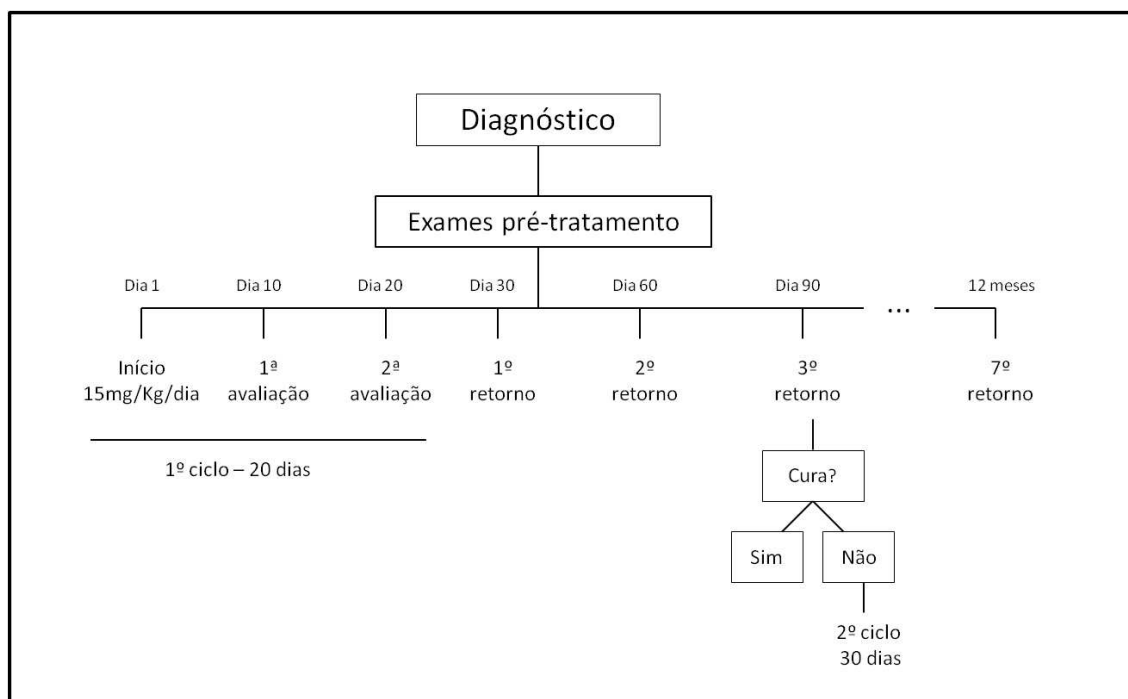 Diagnóstico
Exames pré-tratamento
Dia 1
Dia 10
Dia 20
Dia 30
Dia 60
Dia 90
...
12 meses
Início
15mg/Kg/dia
1ª
avaliação
2ª
avaliação
1º
retorno
2º
retorno
3º
retorno
7º
retorno
1º ciclo – 20 dias
Cura?
Sim
Não
2º ciclo
30 dias